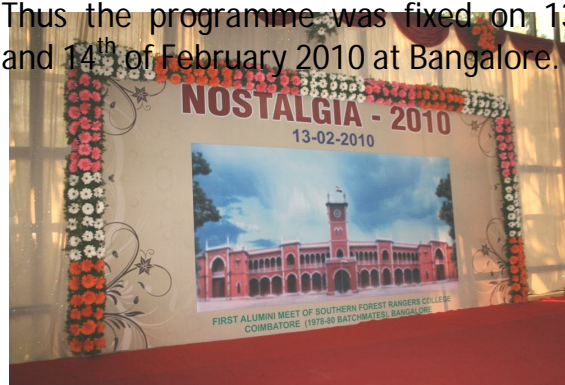 Thus the programme was fixed on 13
and 14th of February 2010 at Bangalore.
NOSTALGIA - 2010
13-02-2010
FIRST ALUMINI MEET OF SOUTHERN FOREST RANGERS COLLEGE
COIMBATORE (1978-80 BATCHMATES), BANGALORE